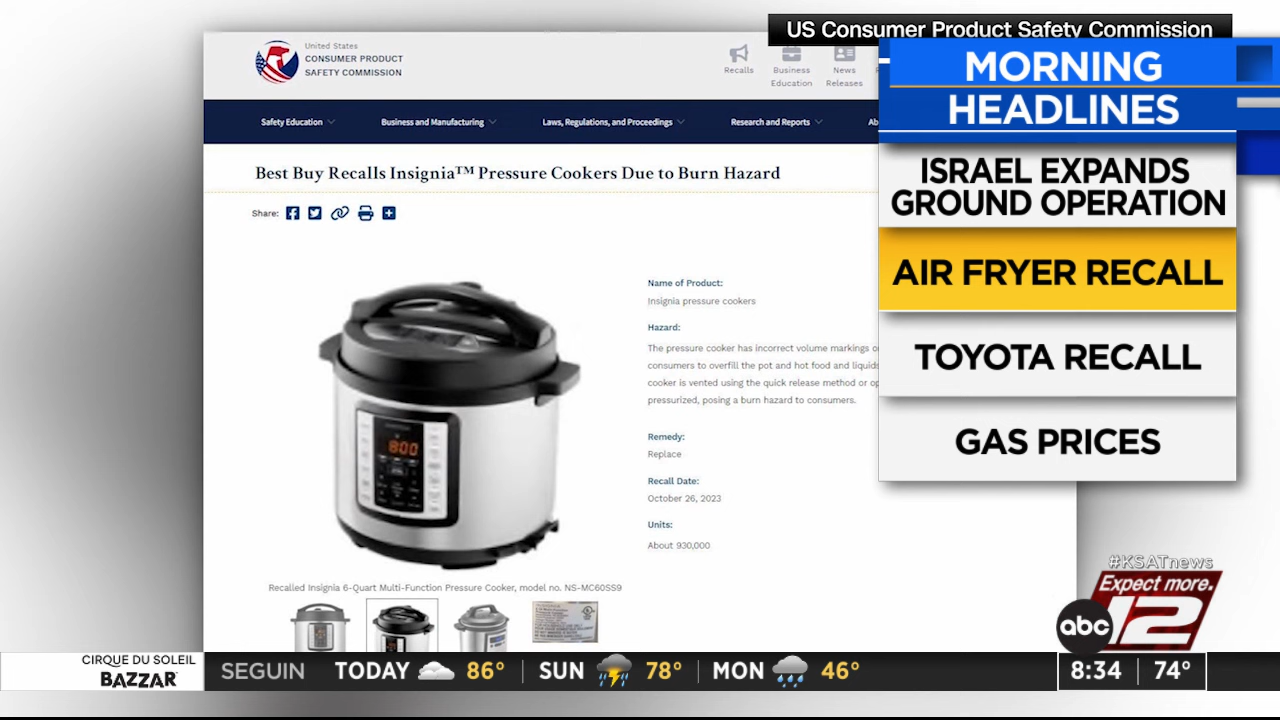 US Consumer Product Safety Commission
United States
CONSUMER PRODUCT
SAFETY COMMISSION
Recalls
Business
Education
News
Releases
MORNING
HEADLINES
Safety Education
Business and Manufacturing
Laws, Regulations, and Proceedings
Research and Reports
Ab
Best Buy Recalls Insignia™ Pressure Cookers Due to Burn Hazard
Share:
ISRAEL EXPANDS
GROUND OPERATION
AIR FRYER RECALL
TOYOTA RECALL
GAS PRICES
Name of Product:
Insignia pressure cookers
Hazard:
The pressure cooker has incorrect volume markings o
consumers to overfill the pot and hot food and liquids
cooker is vented using the quick release method or op
pressurized, posing a burn hazard to consumers.
Remedy:
Replace
Recall Date:
October 26, 2023
Units:
About 930,000
800
Recalled Insignia 6-Quart Multi-Function Pressure Cooker, model no. NS-MC60SS9
#KSATnews
Expect more.
abc 12
CIRQUE DU SOLEIL
BAZZAR
SEGUIN TODAY 86° SUN 78° MON 46°
8:34 74°